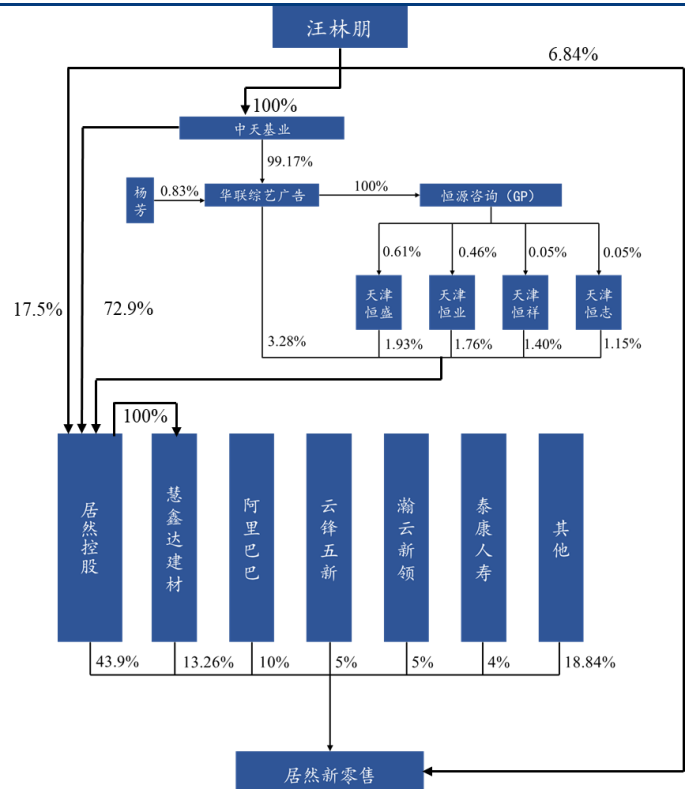 汪林朋
6.84%
100%
中天基业
99.17%
杨芳
0.83%
华联综艺广告
100%
恒源咨询（GP）
0.61%
0.46%
0.05%
0.05%
天津恒盛
天津恒业
天津恒祥
天津恒志
17.5%
72.9%
3.28%
1.93%
1.76%
1.40%
1.15%
100%
居然控股
慧鑫达建材
阿里巴巴
云锋五新
瀚云新领
泰康人寿
其他
43.9%
13.26%
10%
5%
5%
4%
18.84%
居然新零售